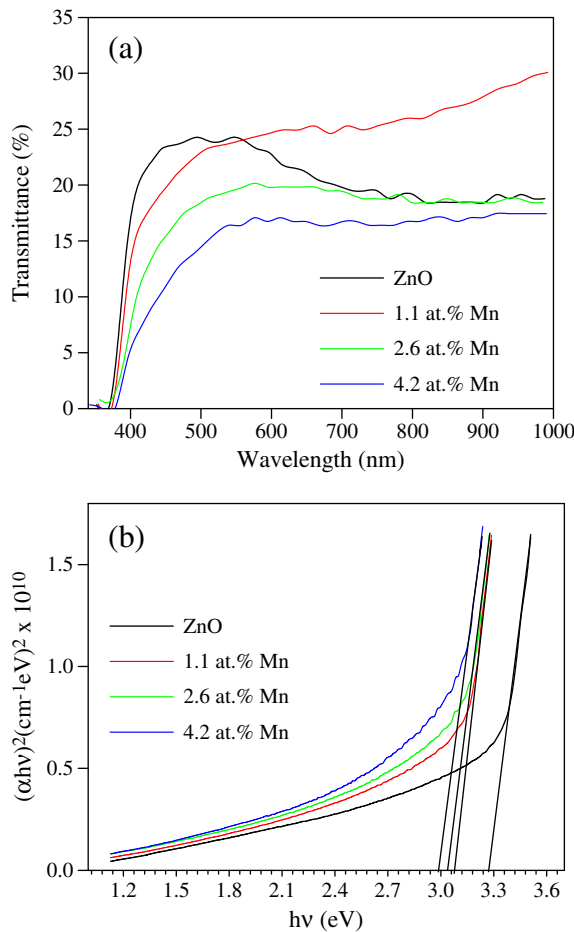 (a)
35
30
25
20
15
10
5
0
Transmittance (%)
ZnO
1.1 at.% Mn
2.6 at.% Mn
4.2 at.% Mn
400 500 600 700 800 900 1000
Wavelength (nm)
(b)
1.5
1.0
0.5
0.0
(αhν)²(cm⁻¹eV)² x 10¹⁰
ZnO
1.1 at.% Mn
2.6 at.% Mn
4.2 at.% Mn
1.2 1.5 1.8 2.1 2.4 2.7 3.0 3.3 3.6
hν (eV)